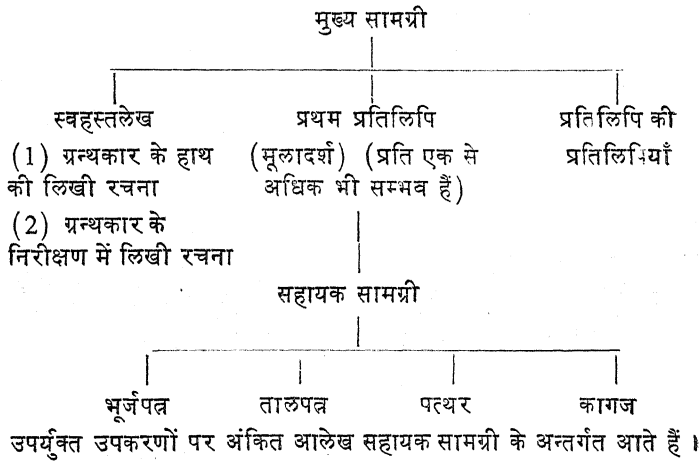 मुख्य सामग्री
स्वहस्तलेख प्रथम प्रतिलिपि प्रतिलिपि की
(1) ग्रन्थकार के हाथ (मूलादर्श) (प्रति एक से प्रतिलिपियाँ
की लिखी रचना अधिक भी सम्भव हैं)
(2) ग्रन्थकार के
निरीक्षण में लिखी रचना
सहायक सामग्री
भूर्जपत्र तालपत्र पत्थर कागज
उपर्युक्त उपकरणों पर अंकित आलेख सहायक सामग्री के अन्तर्गत आते हैं ।